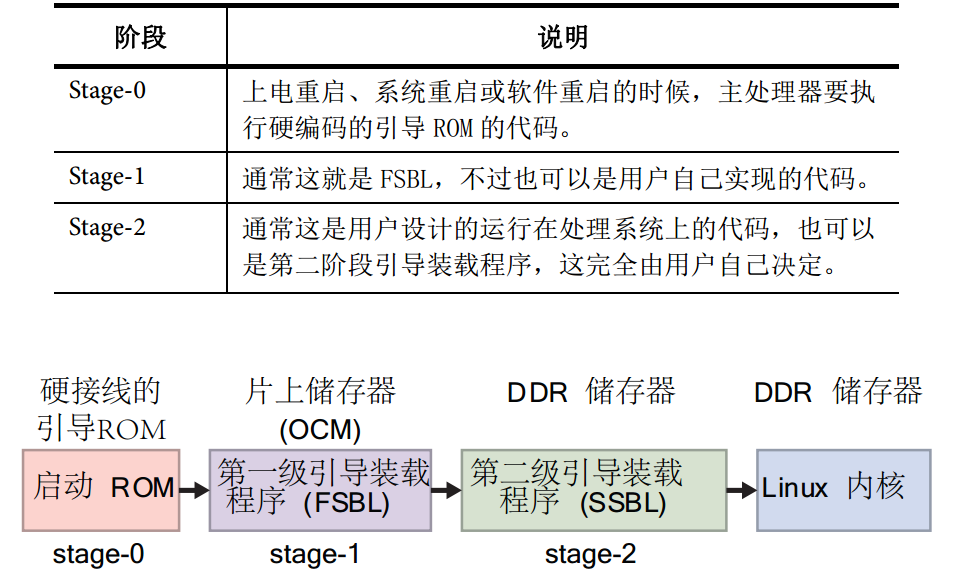 阶段 说明
Stage-0 上电重启、系统重启或软件重启的时候，主处理器要执
行硬编码的引导 ROM 的代码。
Stage-1 通常这就是 FSBL，不过也可以是用户自己实现的代码。
Stage-2 通常这是用户设计的运行在处理系统上的代码，也可以
是第二阶段引导装载程序，这完全由用户自己决定。
硬接线的
引导ROM
片上储存器
(OCM)
DDR 储存器
DDR 储存器
启动 ROM
第一级引导装载
程序 (FSBL)
第二级引导装载
程序 (SSBL)
Linux 内核
stage-0
stage-1
stage-2